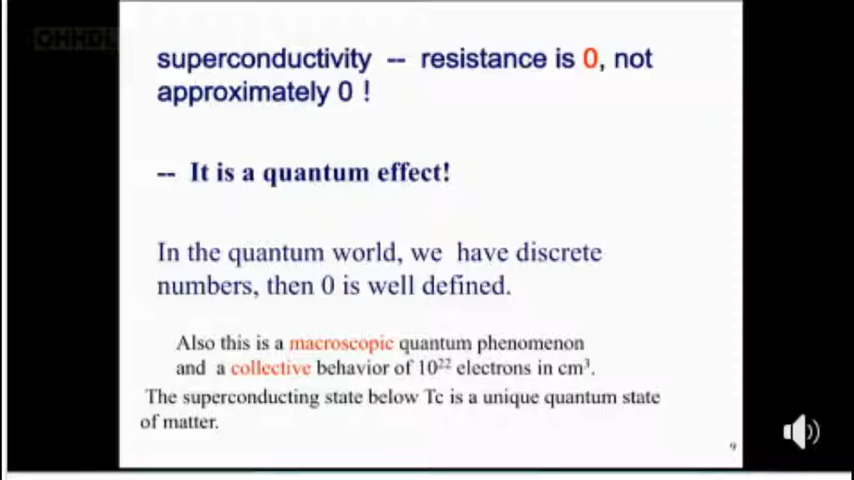 OHHDL
superconductivity -- resistance is 0, not
approximately 0 !
-- It is a quantum effect!
In the quantum world, we have discrete
numbers, then 0 is well defined.
Also this is a macroscopic quantum phenomenon
and a collective behavior of 10²² electrons in cm³.
The superconducting state below Tc is a unique quantum state
of matter.
9